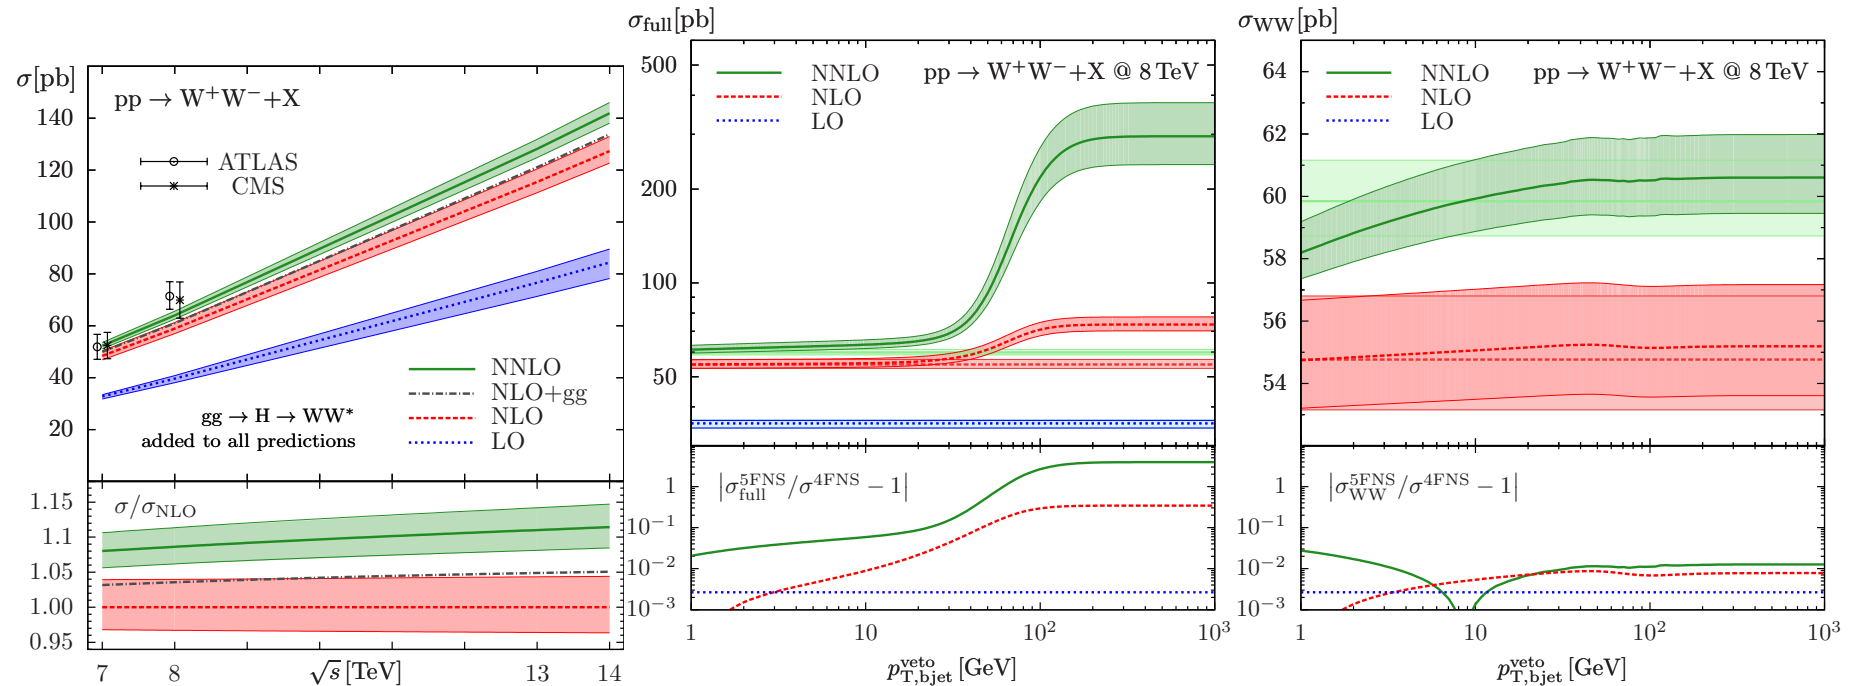 σ[pb]
pp → W⁺W⁻+X
ATLAS
CMS
140
120
100
80
60
40
20
NNLO
NLO+gg
NLO
LO
gg → H → WW*
added to all predictions
σ/σNLO
1.15
1.1
1.05
1.00
0.95
7
8
√s [TeV]
13
14
σfull[pb]
pp → W⁺W⁻+X @ 8 TeV
NNLO
NLO
LO
500
200
100
50
|σ^5FNS_full/σ^4FNS − 1|
1
10⁻¹
10⁻²
10⁻³
1
10
10²
10³
p^veto_T,bjet [GeV]
σWW[pb]
pp → W⁺W⁻+X @ 8 TeV
NNLO
NLO
LO
64
62
60
58
56
54
|σ^5FNS_WW/σ^4FNS − 1|
1
10⁻¹
10⁻²
10⁻³
1
10
10²
10³
p^veto_T,bjet [GeV]